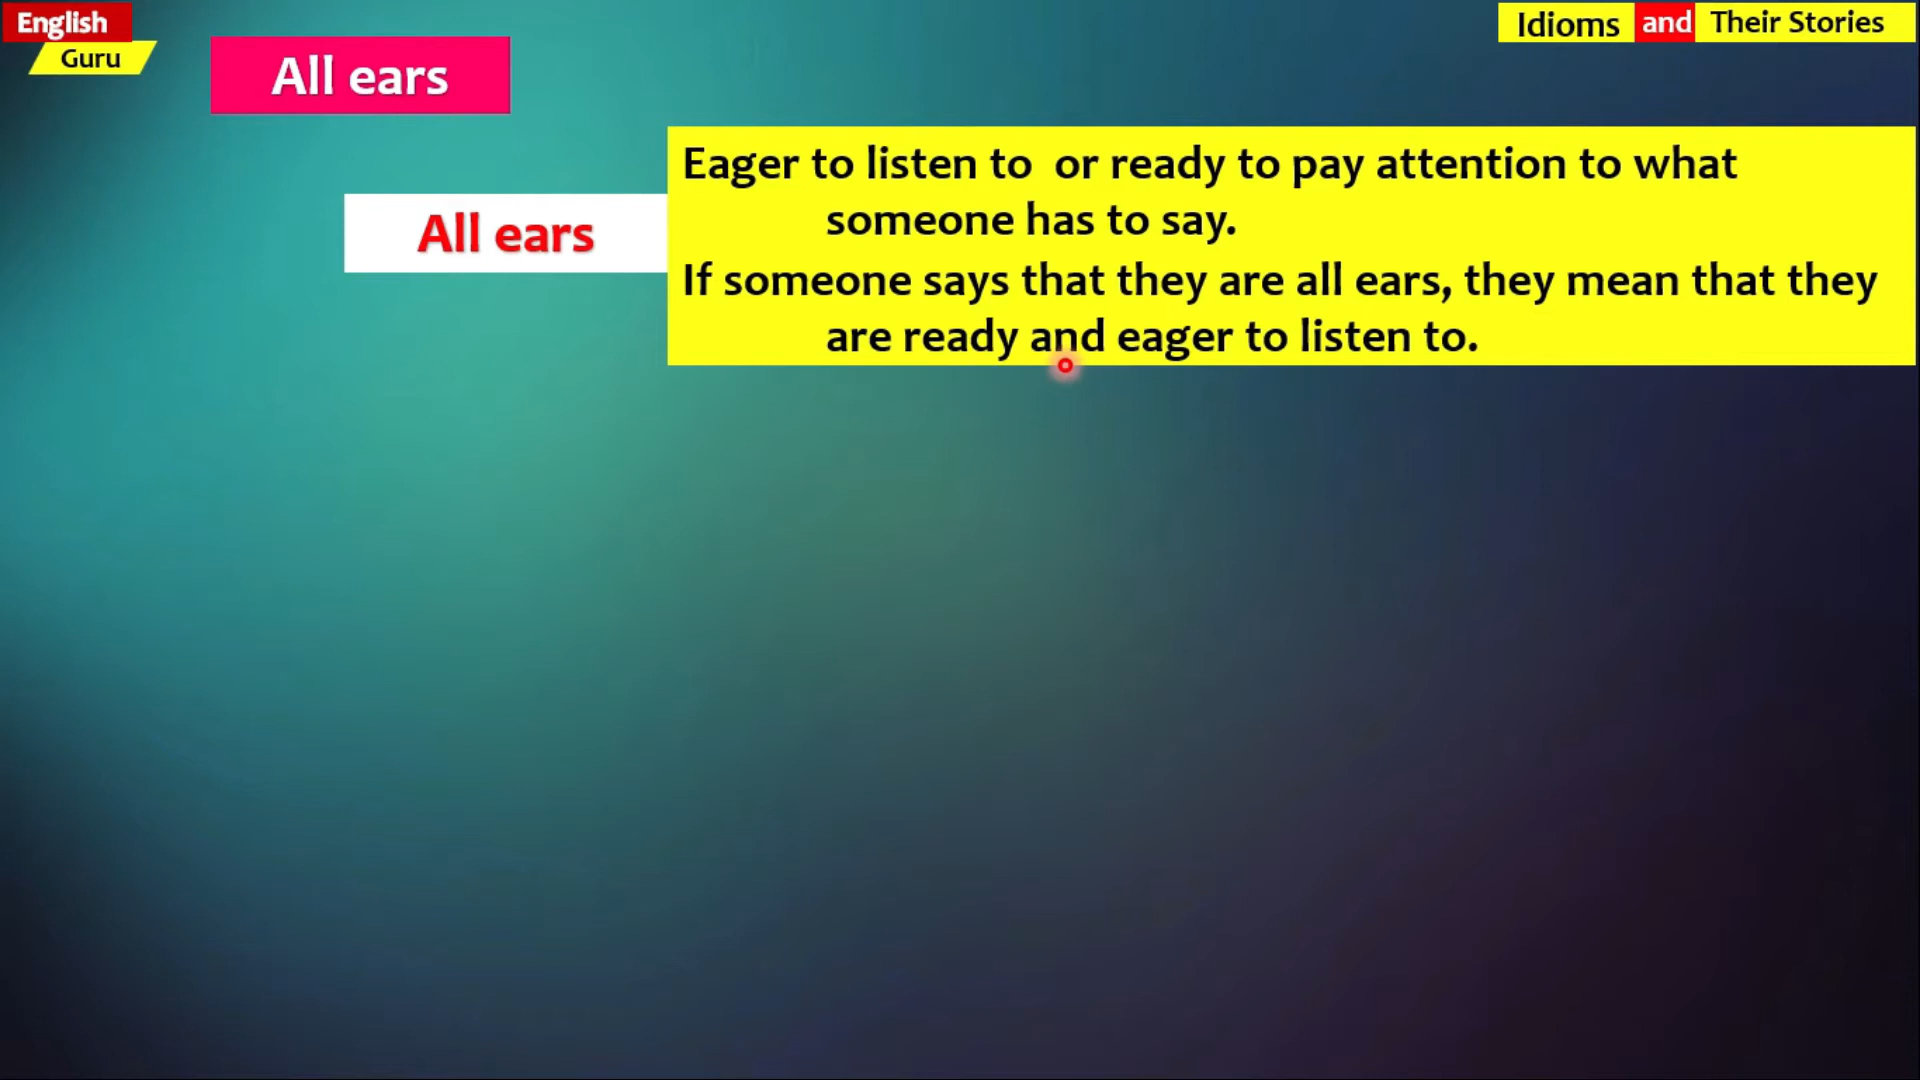 English
Guru
Idioms and Their Stories
All ears
All ears
Eager to listen to  or ready to pay attention to what
someone has to say.
If someone says that they are all ears, they mean that they
are ready and eager to listen to.